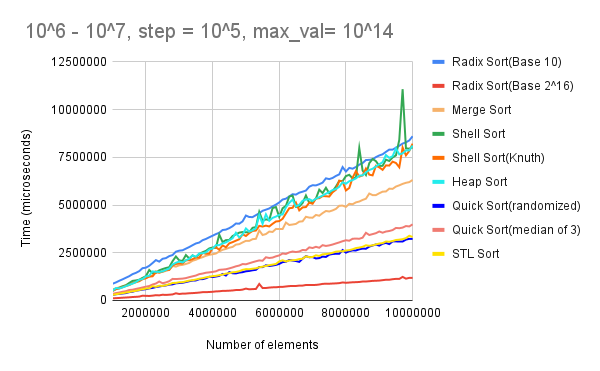 10^6 - 10^7, step = 10^5, max_val= 10^14
12500000
10000000
7500000
5000000
2500000
0
Time (microseconds)
2000000
4000000
6000000
8000000
10000000
Number of elements
Radix Sort(Base 10)
Radix Sort(Base 2^16)
Merge Sort
Shell Sort
Shell Sort(Knuth)
Heap Sort
Quick Sort(randomized)
Quick Sort(median of 3)
STL Sort